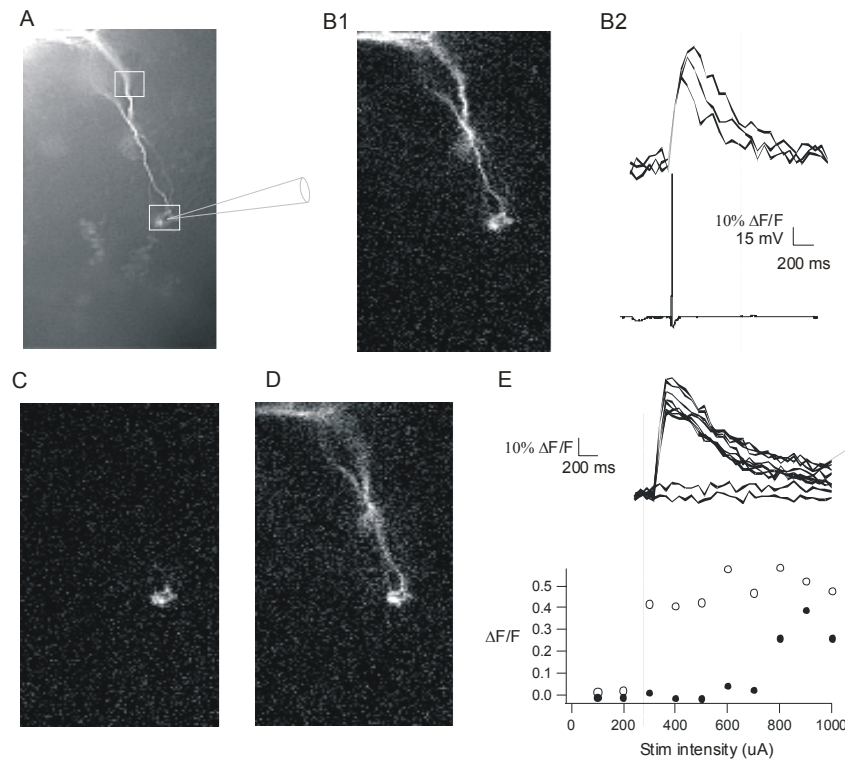 A
B1
B2
10% ΔF/F
15 mV
200 ms
C
D
E
10% ΔF/F
200 ms
0.5
0.4
0.3
ΔF/F
0.2
0.1
0.0
0 200 400 600 800 1000
Stim intensity (uA)